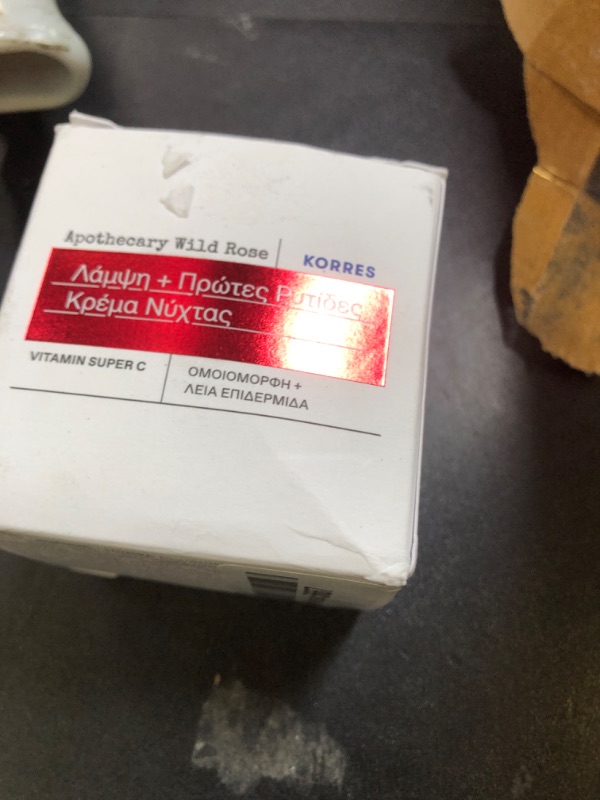 Apothecary Wild Rose
KORRES
Λάμψη + Πρώτες Ρυτίδες
Κρέμα Νύχτας
VITAMIN SUPER C
ΟΜΟΙΟΜΟΡΦΗ +
ΛΕΙΑ ΕΠΙΔΕΡΜΙΔΑ